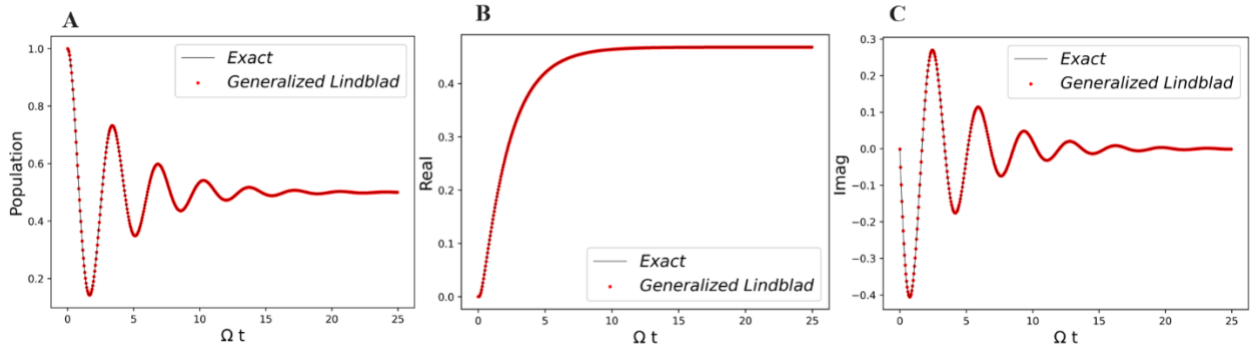 A
Population
1.0
0.8
0.6
0.4
0.2
Exact
Generalized Lindblad
0 5 10 15 20 25
Ω t
B
Real
0.4
0.3
0.2
0.1
0.0
Exact
Generalized Lindblad
0 5 10 15 20 25
Ω t
C
Imag
0.3
0.2
0.1
0.0
−0.1
−0.2
−0.3
−0.4
Exact
Generalized Lindblad
0 5 10 15 20 25
Ω t